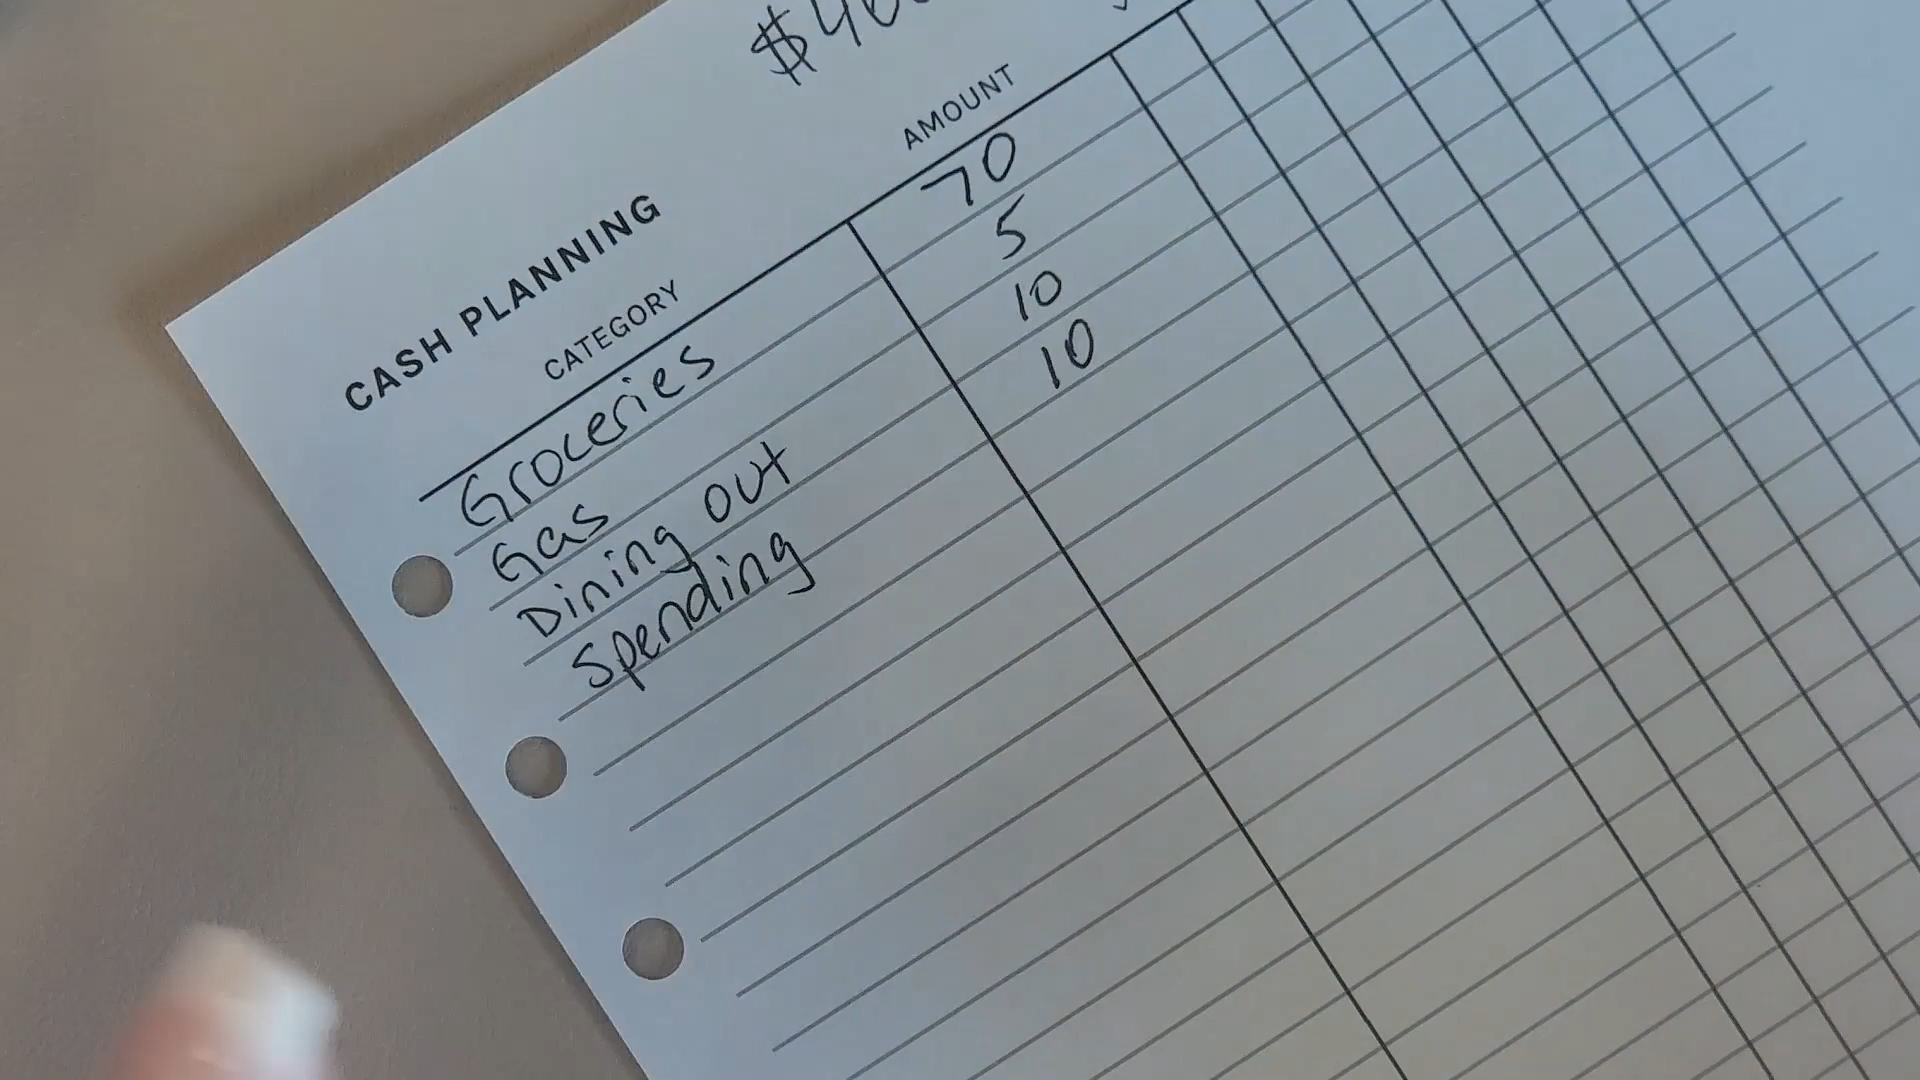 CASH PLANNING
CATEGORY AMOUNT
Groceries 70
Gas 5
Dining out 10
Spending 10